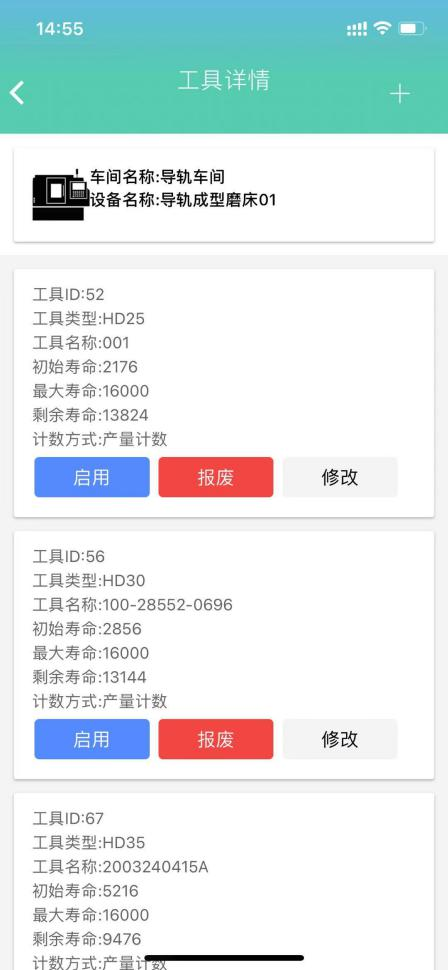 14:55
工具详情
车间名称:导轨车间
设备名称:导轨成型磨床01
工具ID:52
工具类型:HD25
工具名称:001
初始寿命:2176
最大寿命:16000
剩余寿命:13824
计数方式:产量计数
启用 报废 修改
工具ID:56
工具类型:HD30
工具名称:100-28552-0696
初始寿命:2856
最大寿命:16000
剩余寿命:13144
计数方式:产量计数
启用 报废 修改
工具ID:67
工具类型:HD35
工具名称:2003240415A
初始寿命:5216
最大寿命:16000
剩余寿命:9476
计数方式:产量计数